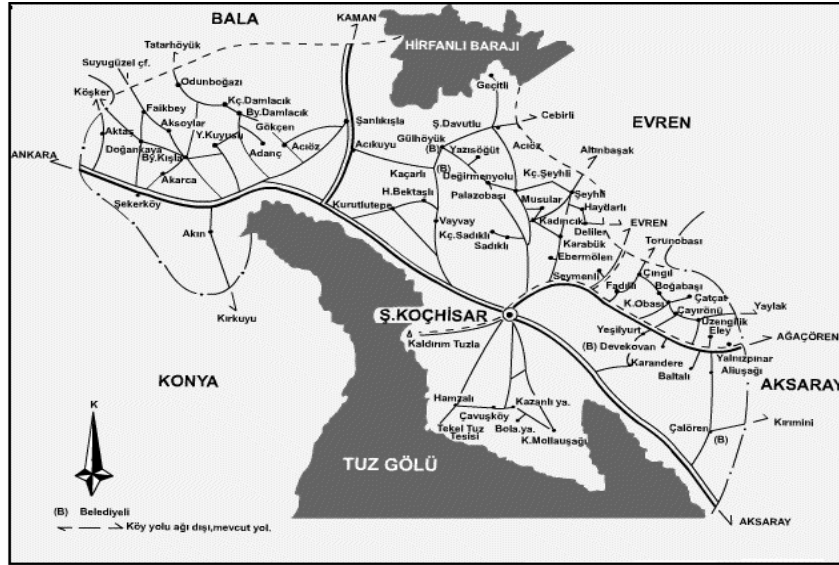 BALA
KAMAN
HİRFANLI BARAJI
Tatarhöyük
Suyugüzel çf.
Köşker
Odunboğazı
Geçitli
Kç.Damlacık
Faikbey
By.Damlacık
Aksoylar
Gökçen
Şanlıkışla
Ş.Davutlu
Cebirli
EVREN
Aktaş
Y.Kuyusu
Gülhöyük
(B)
Yazısöğüt
Acıöz
Altınbaşak
Doğankaya
Adanç
Acıöz
Acıkuyu
ANKARA
By.Kışla
(B)
Değirmenyolu
Kç.Şeyhli
Kaçarlı
Akarca
H.Bektaşlı
Palazobası
Musular
Şeyhli
Şekerköy
Kurutlutepe
Haydarlı
Kadıncık
Deliler
EVREN
Akın
Vayvay
Kç.Sadıklı
Karabük
Torunobası
Sadıklı
Ebermölen
Seymenli
Çıngıl
Fadıllı
Boğabaşı
Kırkuyu
K.Obası
Çatçat
Ş.KOÇHİSAR
Çayırönü
Yaylak
Üzengilik
Yeşilyurt
Eley
AĞAÇÖREN
Kaldırım Tuzla
(B) Devekovan
Yalnızpınar
Karandere
Aliuşağı
KONYA
Baltalı
AKSARAY
K
Hamzalı
Kazanlı ya.
Çavuşköy
Çalören
Kırımini
Tekel Tuz
Tesisi
Bola.ya.
K.Mollauşağı
(B)
TUZ GÖLÜ
(B) Belediyeli
Köy yolu ağı dışı,mevcut yol.
AKSARAY